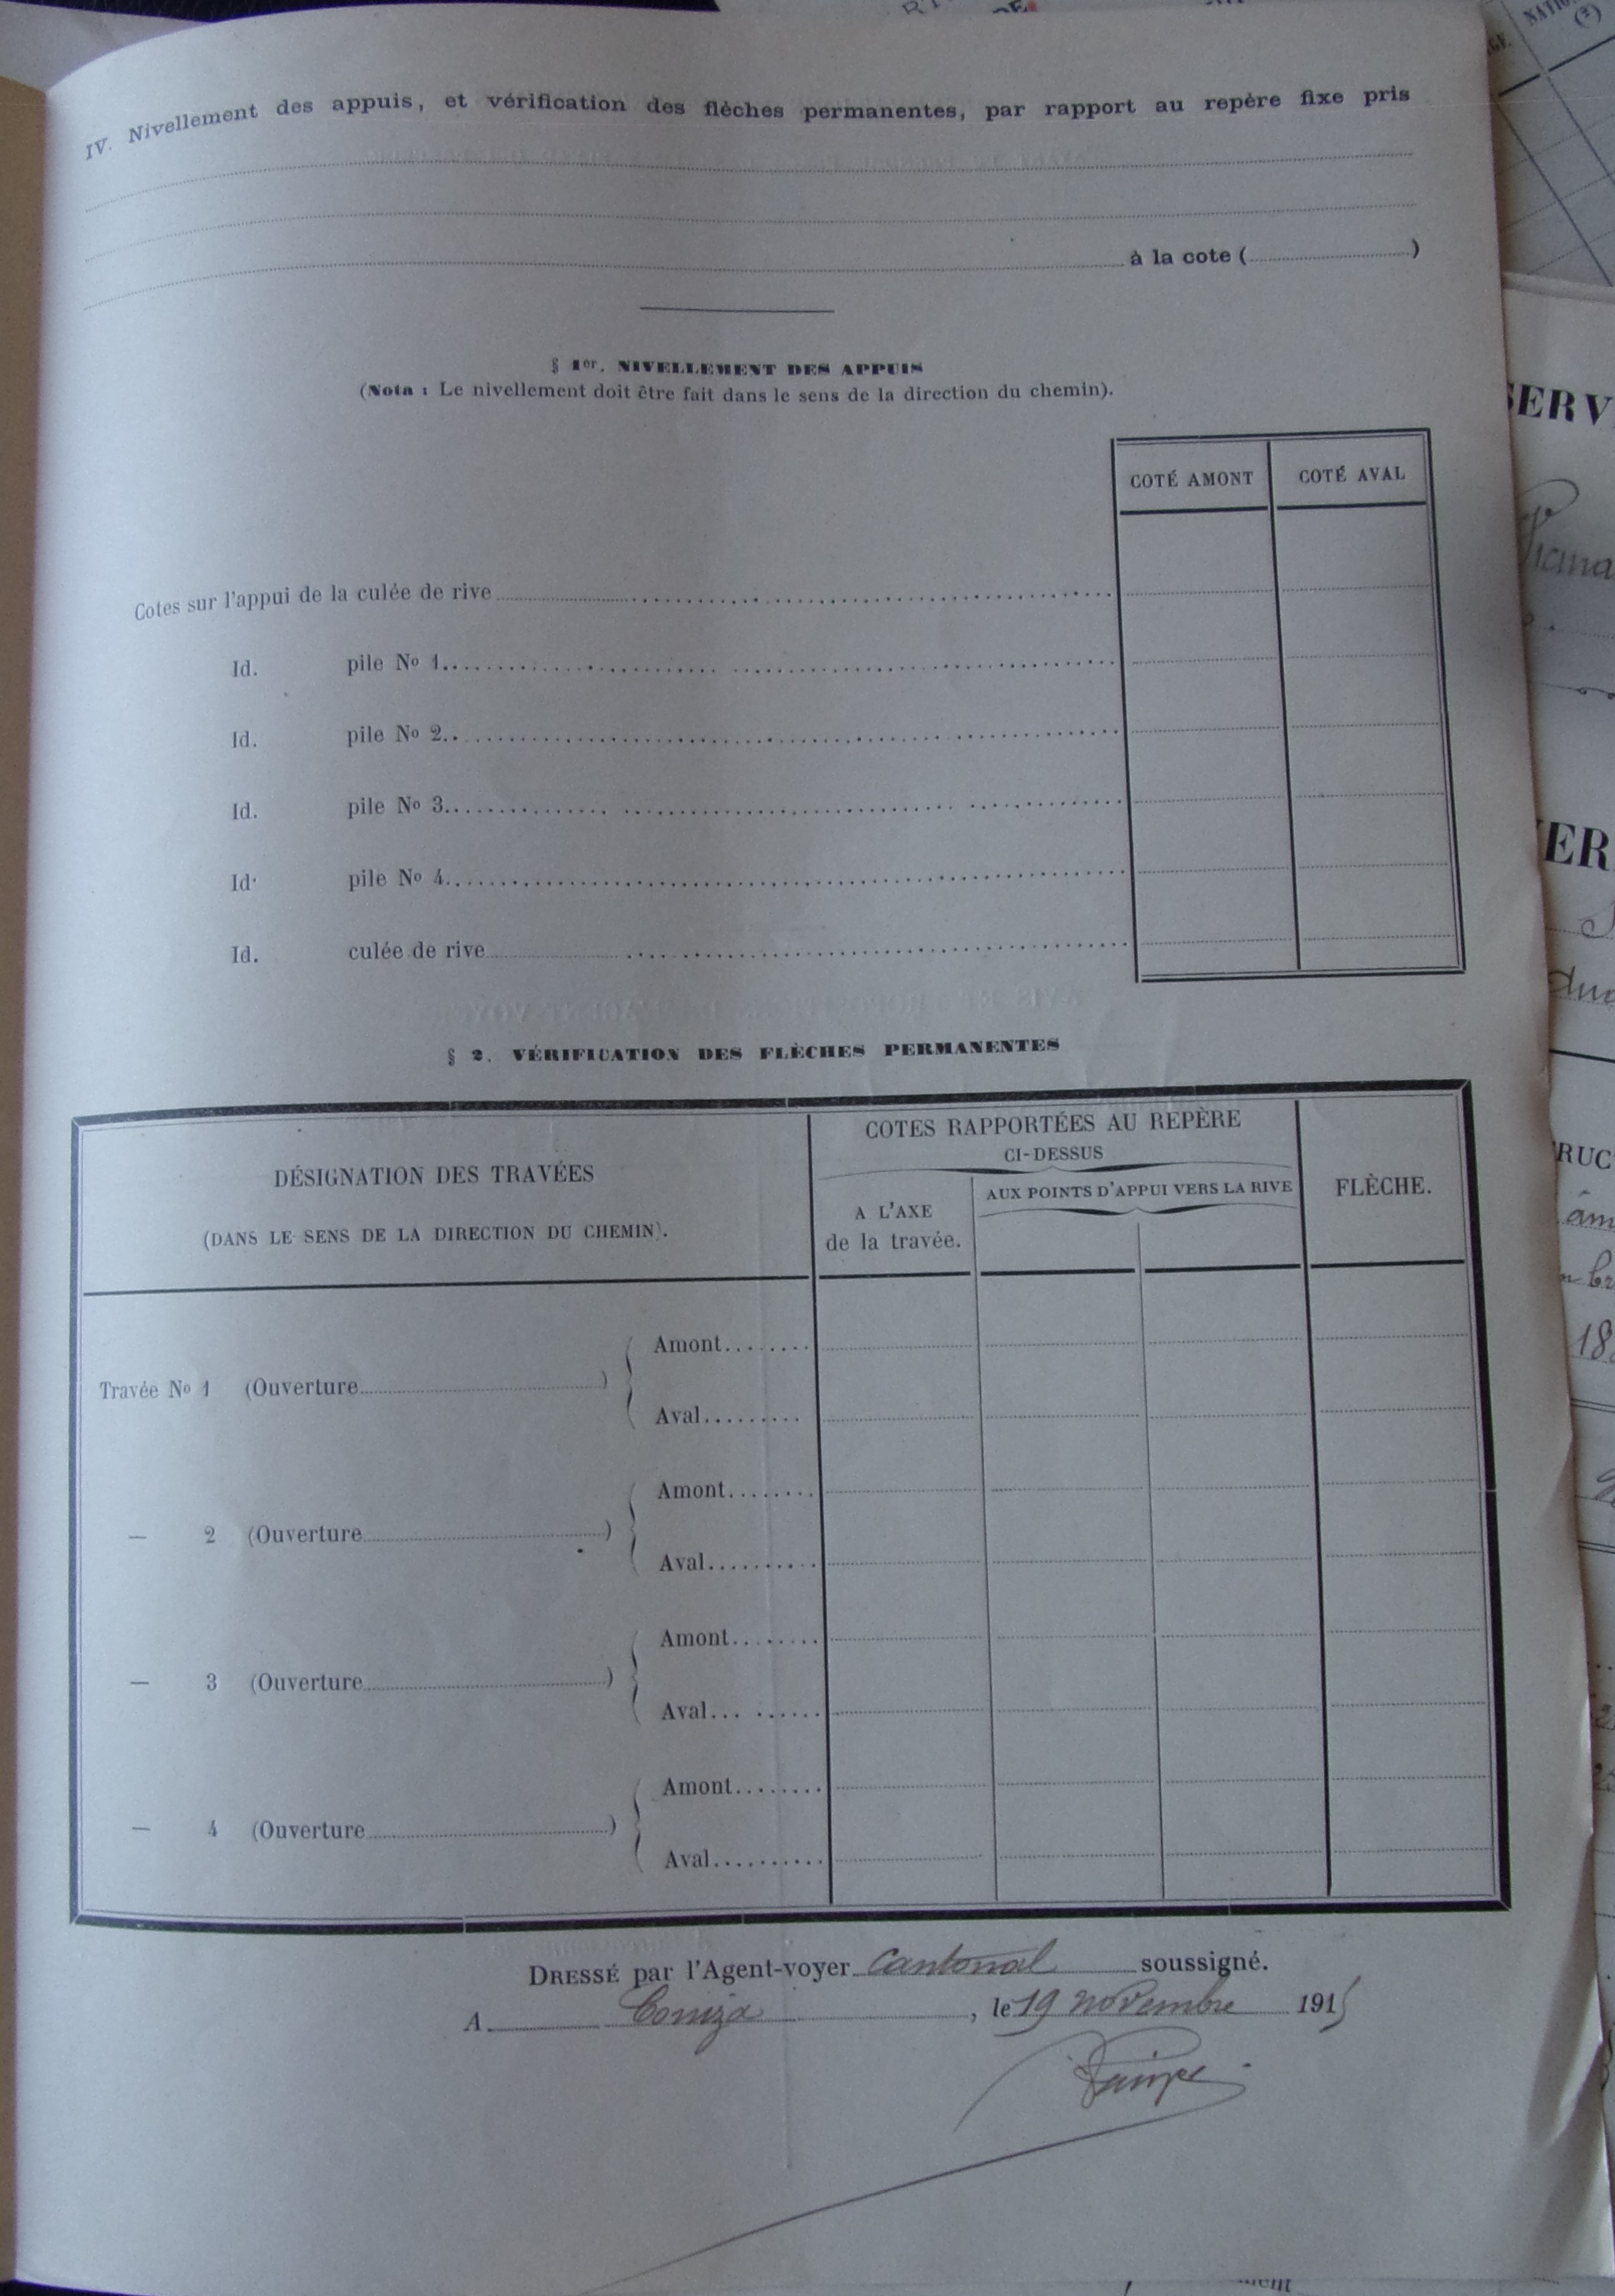 IV. Nivellement des appuis, et vérification des flèches permanentes, par rapport au repère fixe pris
à la cote ( )
§ 1er. NIVELLEMENT DES APPUIS
(Nota : Le nivellement doit être fait dans le sens de la direction du chemin).
COTÉ AMONT COTÉ AVAL
Cotes sur l'appui de la culée de rive
Id. pile No 1
Id. pile No 2
Id. pile No 3
Id. pile No 4
Id. culée de rive
§ 2. VÉRIFICATION DES FLÈCHES PERMANENTES
DÉSIGNATION DES TRAVÉES
(DANS LE SENS DE LA DIRECTION DU CHEMIN).
COTES RAPPORTÉES AU REPÈRE
CI-DESSUS
A L'AXE
de la travée.
AUX POINTS D'APPUI VERS LA RIVE
FLÈCHE.
Travée No 1 (Ouverture )
Amont
Aval
— 2 (Ouverture )
Amont
Aval
— 3 (Ouverture )
Amont
Aval
— 4 (Ouverture )
Amont
Aval
DRESSÉ par l'Agent-voyer cantonal soussigné.
A Couiza, le 19 novembre 1915
SERV
RUC